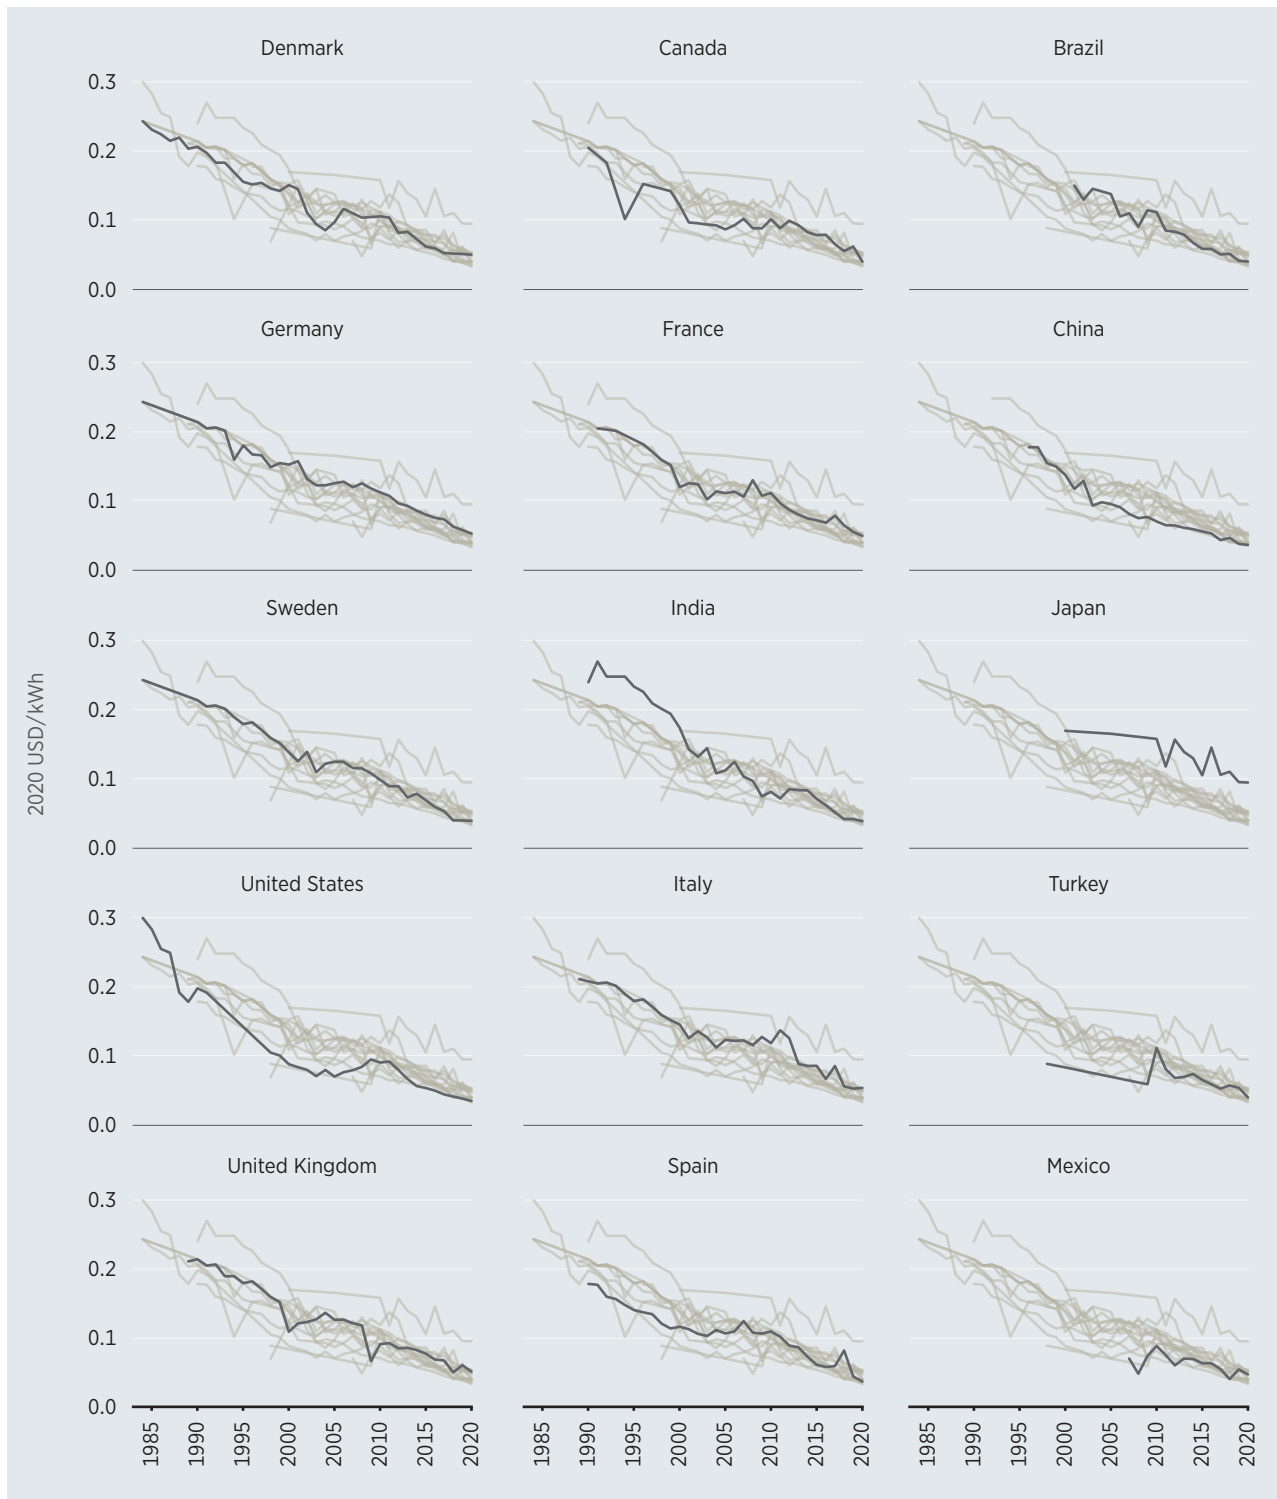 Denmark Canada Brazil
0.3
0.2
0.1
0.0
Germany France China
0.3
0.2
0.1
0.0
Sweden India Japan
0.3
0.2
0.1
0.0
2020 USD/kWh
United States Italy Turkey
0.3
0.2
0.1
0.0
United Kingdom Spain Mexico
0.3
0.2
0.1
0.0
1985 1990 1995 2000 2005 2010 2015 2020 1985 1990 1995 2000 2005 2010 2015 2020 1985 1990 1995 2000 2005 2010 2015 2020